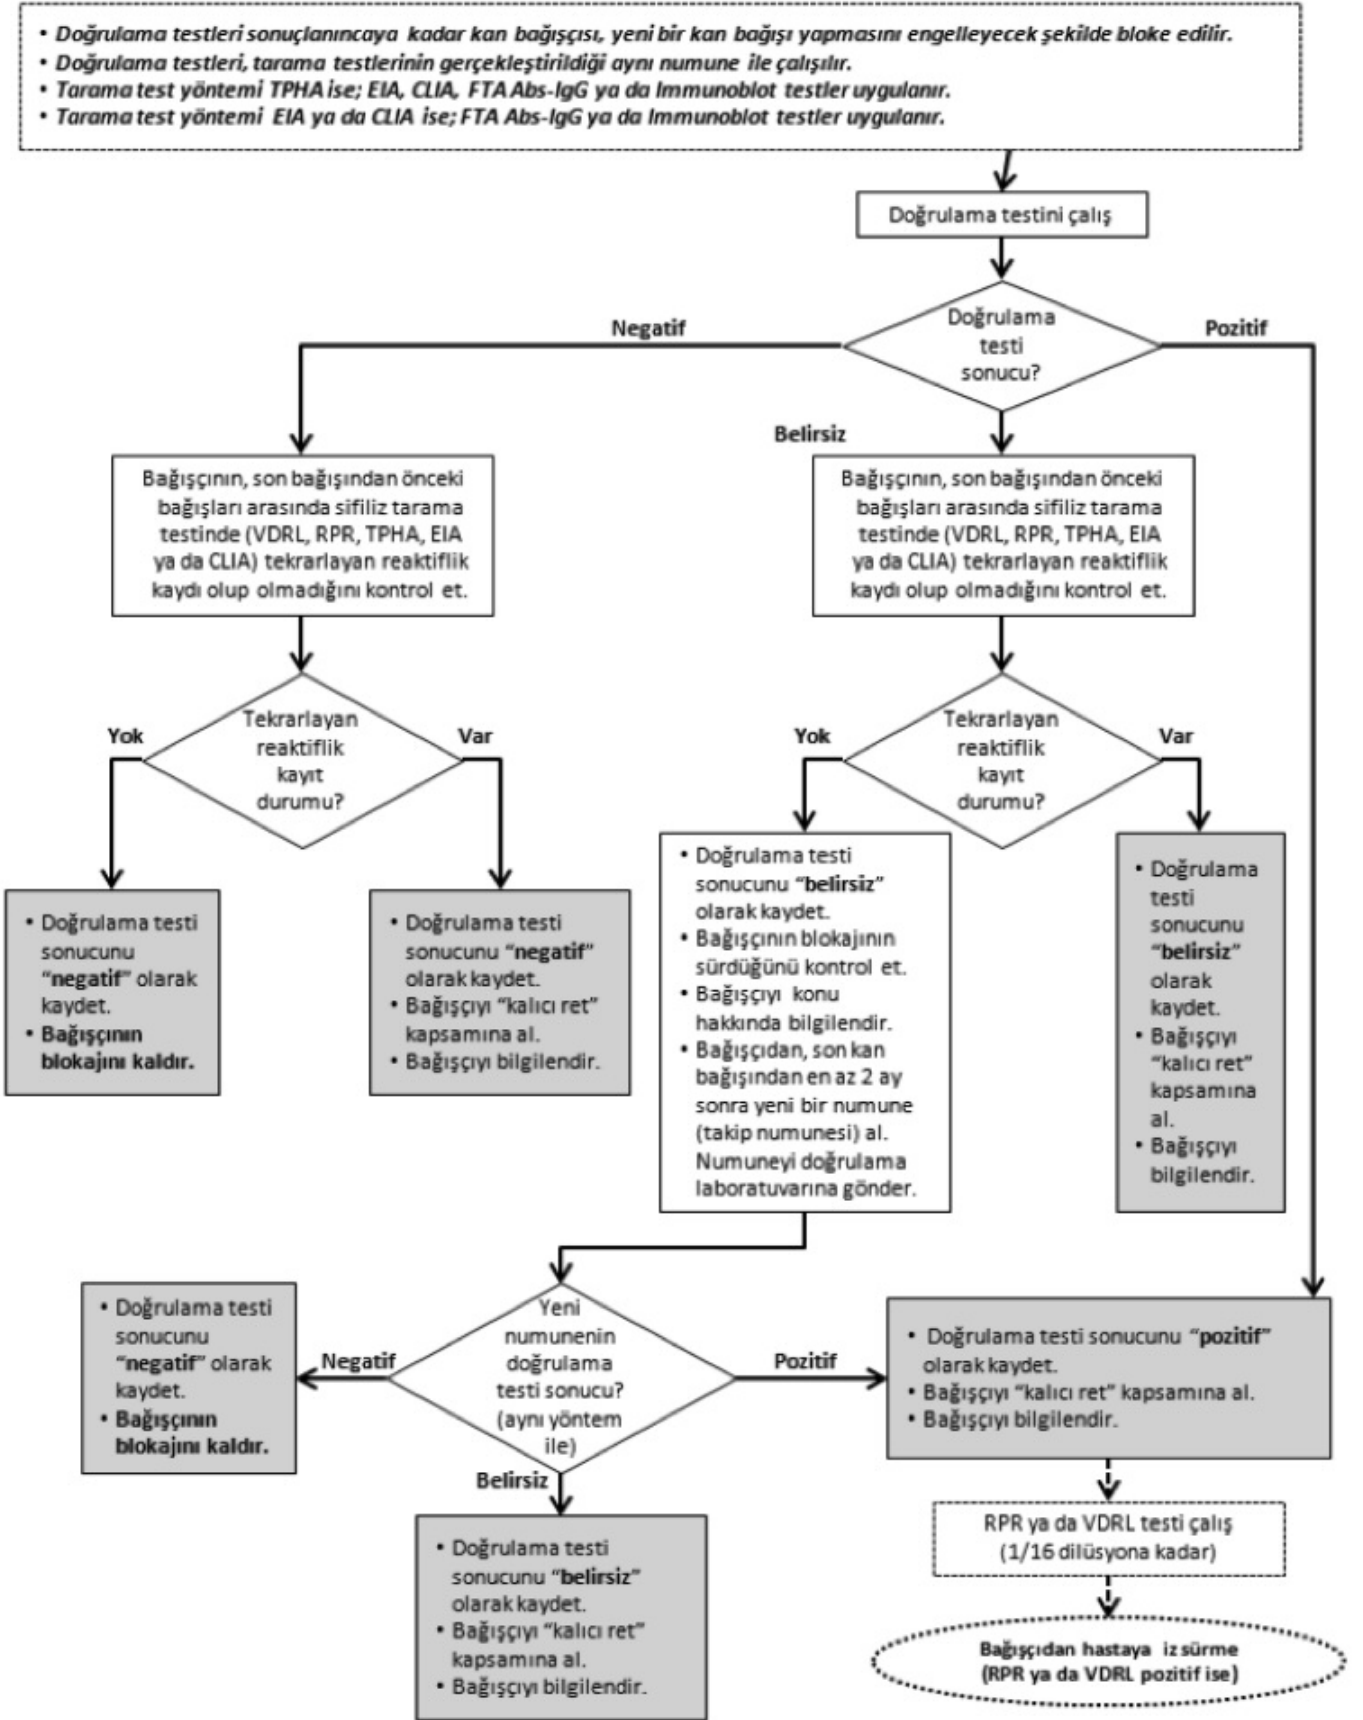 • Doğrulama testleri sonuçlanıncaya kadar kan bağışçısı, yeni bir kan bağışı yapmasını engelleyecek şekilde bloke edilir.
• Doğrulama testleri, tarama testlerinin gerçekleştirildiği aynı numune ile çalışılır.
• Tarama test yöntemi TPHA ise; EIA, CLIA, FTA Abs-IgG ya da Immunoblot testler uygulanır.
• Tarama test yöntemi EIA ya da CLIA ise; FTA Abs-IgG ya da Immunoblot testler uygulanır.
Doğrulama testini çalış
Doğrulama
testi
sonucu?
Negatif
Pozitif
Belirsiz
Bağışçının, son bağışından önceki
bağışları arasında sifiliz tarama
testinde (VDRL, RPR, TPHA, EIA
ya da CLIA) tekrarlayan reaktiflik
kaydı olup olmadığını kontrol et.
Bağışçının, son bağışından önceki
bağışları arasında sifiliz tarama
testinde (VDRL, RPR, TPHA, EIA
ya da CLIA) tekrarlayan reaktiflik
kaydı olup olmadığını kontrol et.
Tekrarlayan
reaktiflik
kayıt
durumu?
Yok
Var
Tekrarlayan
reaktiflik
kayıt
durumu?
Yok
Var
• Doğrulama testi
sonucunu
“negatif” olarak
kaydet.
• Bağışçının
blokajını kaldır.
• Doğrulama testi
sonucunu “negatif”
olarak kaydet.
• Bağışçıyı “kalıcı ret”
kapsamına al.
• Bağışçıyı bilgilendir.
• Doğrulama testi
sonucunu “belirsiz”
olarak kaydet.
• Bağışçının blokajının
sürdüğünü kontrol et.
• Bağışçıyı konu
hakkında bilgilendir.
• Bağışçıdan, son kan
bağışından en az 2 ay
sonra yeni bir numune
(takip numunesi) al.
Numuneyi doğrulama
laboratuvarına gönder.
• Doğrulama
testi
sonucunu
“belirsiz”
olarak
kaydet.
• Bağışçıyı
“kalıcı ret”
kapsamına
al.
• Bağışçıyı
bilgilendir.
Yeni
numunenin
doğrulama
testi sonucu?
(aynı yöntem
ile)
Negatif
Pozitif
Belirsiz
• Doğrulama testi
sonucunu
“negatif” olarak
kaydet.
• Bağışçının
blokajını kaldır.
• Doğrulama testi sonucunu “pozitif”
olarak kaydet.
• Bağışçıyı “kalıcı ret” kapsamına al.
• Bağışçıyı bilgilendir.
• Doğrulama testi
sonucunu “belirsiz”
olarak kaydet.
• Bağışçıyı “kalıcı ret”
kapsamına al.
• Bağışçıyı bilgilendir.
RPR ya da VDRL testi çalış
(1/16 dilüsyona kadar)
Bağışçıdan hastaya iz sürme
(RPR ya da VDRL pozitif ise)